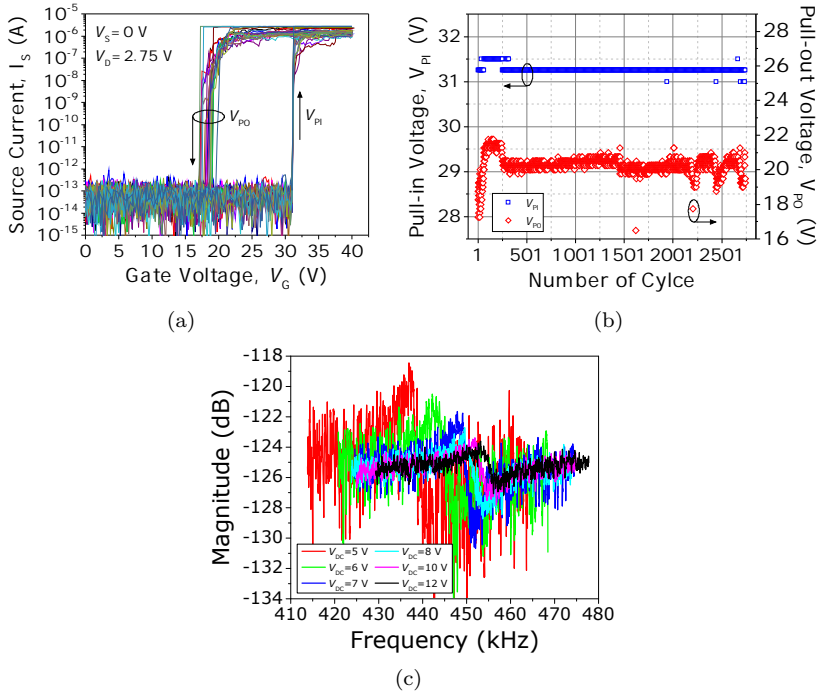 10⁻⁵
10⁻⁶
10⁻⁷
10⁻⁸
10⁻⁹
10⁻¹⁰
10⁻¹¹
10⁻¹²
10⁻¹³
10⁻¹⁴
10⁻¹⁵
Source Current, I_S (A)
V_S=0 V
V_D=2.75 V
V_PO
V_PI
0 5 10 15 20 25 30 35 40
Gate Voltage, V_G (V)
(a)
32
31
30
29
28
Pull-in Voltage, V_PI (V)
28
26
24
22
20
18
16
Pull-out Voltage, V_PO (V)
V_PI
V_PO
1 501 1001 1501 2001 2501
Number of Cylce
(b)
-118
-120
-122
-124
-126
-128
-130
-132
-134
Magnitude (dB)
V_DC=5 V V_DC=8 V
V_DC=6 V V_DC=10 V
V_DC=7 V V_DC=12 V
410 420 430 440 450 460 470 480
Frequency (kHz)
(c)